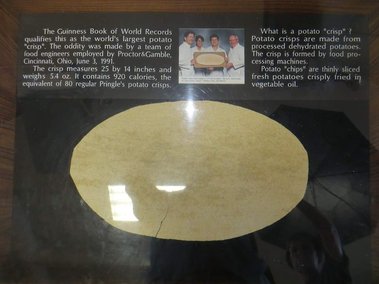 The Guinness Book of World Records
qualifies this as the world's largest potato
"crisp". The oddity was made by a team of
food engineers employed by Proctor&Gamble,
Cincinnati, Ohio, June 3, 1991.
The crisp measures 25 by 14 inches and
weighs 5.4 oz. It contains 920 calories, the
equivalent of 80 regular Pringle's potato crisps.
What is a potato "crisp" ?
Potato crisps are made from
processed dehydrated potatoes.
The crisp is formed by food pro-
cessing machines.
Potato "chips" are thinly sliced
fresh potatoes crisply fried in
vegetable oil.